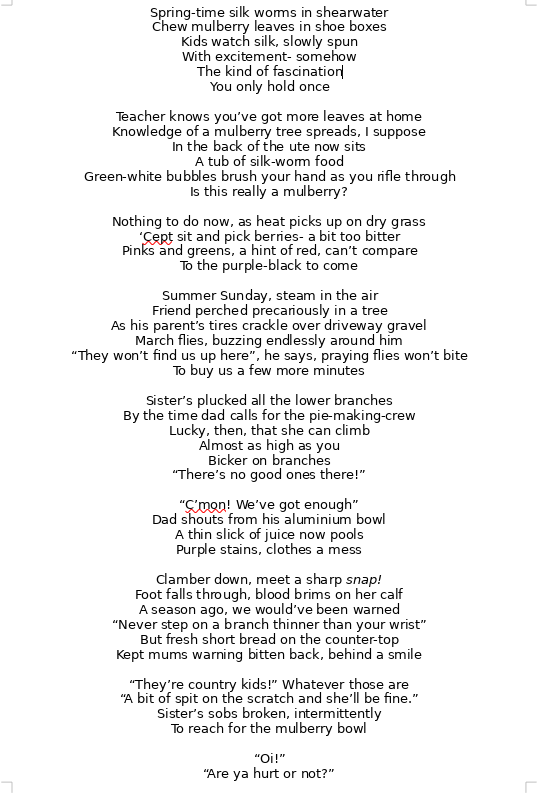 Spring-time silk worms in shearwater
Chew mulberry leaves in shoe boxes
Kids watch silk, slowly spun
With excitement- somehow
The kind of fascination
You only hold once
Teacher knows you’ve got more leaves at home
Knowledge of a mulberry tree spreads, I suppose
In the back of the ute now sits
A tub of silk-worm food
Green-white bubbles brush your hand as you rifle through
Is this really a mulberry?
Nothing to do now, as heat picks up on dry grass
‘Cept sit and pick berries- a bit too bitter
Pinks and greens, a hint of red, can’t compare
To the purple-black to come
Summer Sunday, steam in the air
Friend perched precariously in a tree
As his parent’s tires crackle over driveway gravel
March flies, buzzing endlessly around him
“They won’t find us up here”, he says, praying flies won’t bite
To buy us a few more minutes
Sister’s plucked all the lower branches
By the time dad calls for the pie-making-crew
Lucky, then, that she can climb
Almost as high as you
Bicker on branches
“There’s no good ones there!”
“C’mon! We’ve got enough”
Dad shouts from his aluminium bowl
A thin slick of juice now pools
Purple stains, clothes a mess
Clamber down, meet a sharp snap!
Foot falls through, blood brims on her calf
A season ago, we would’ve been warned
“Never step on a branch thinner than your wrist”
But fresh short bread on the counter-top
Kept mums warning bitten back, behind a smile
“They’re country kids!” Whatever those are
“A bit of spit on the scratch and she’ll be fine.”
Sister’s sobs broken, intermittently
To reach for the mulberry bowl
“Oi!”
“Are ya hurt or not?”